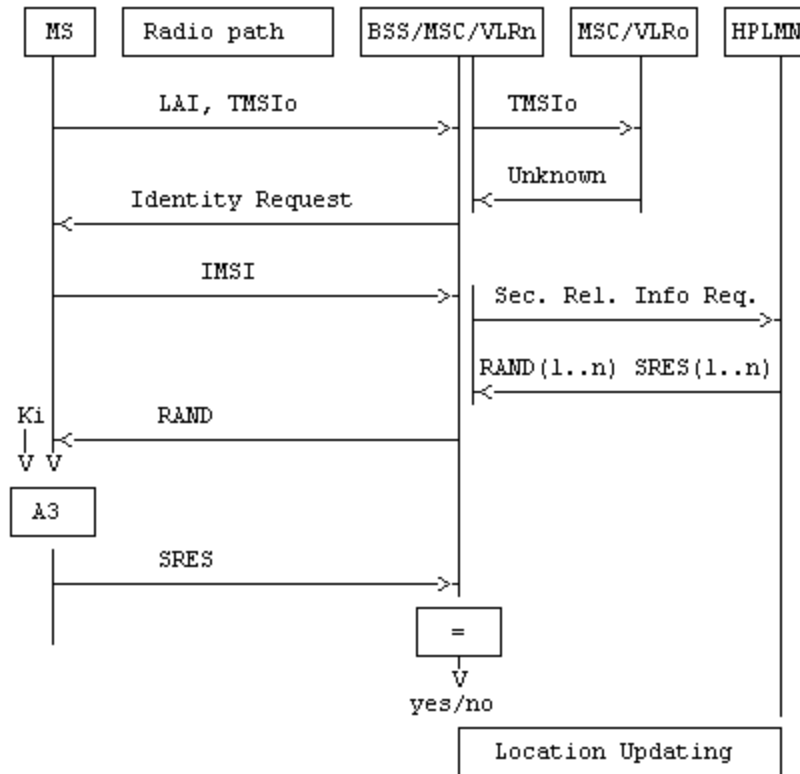 MS
Radio path
BSS/MSC/VLRn
MSC/VLRo
HPLMN
LAI, TMSIo
TMSIo
Unknown
Identity Request
IMSI
Sec. Rel. Info Req.
RAND(1..n) SRES(1..n)
Ki
RAND
A3
SRES
=
yes/no
Location Updating